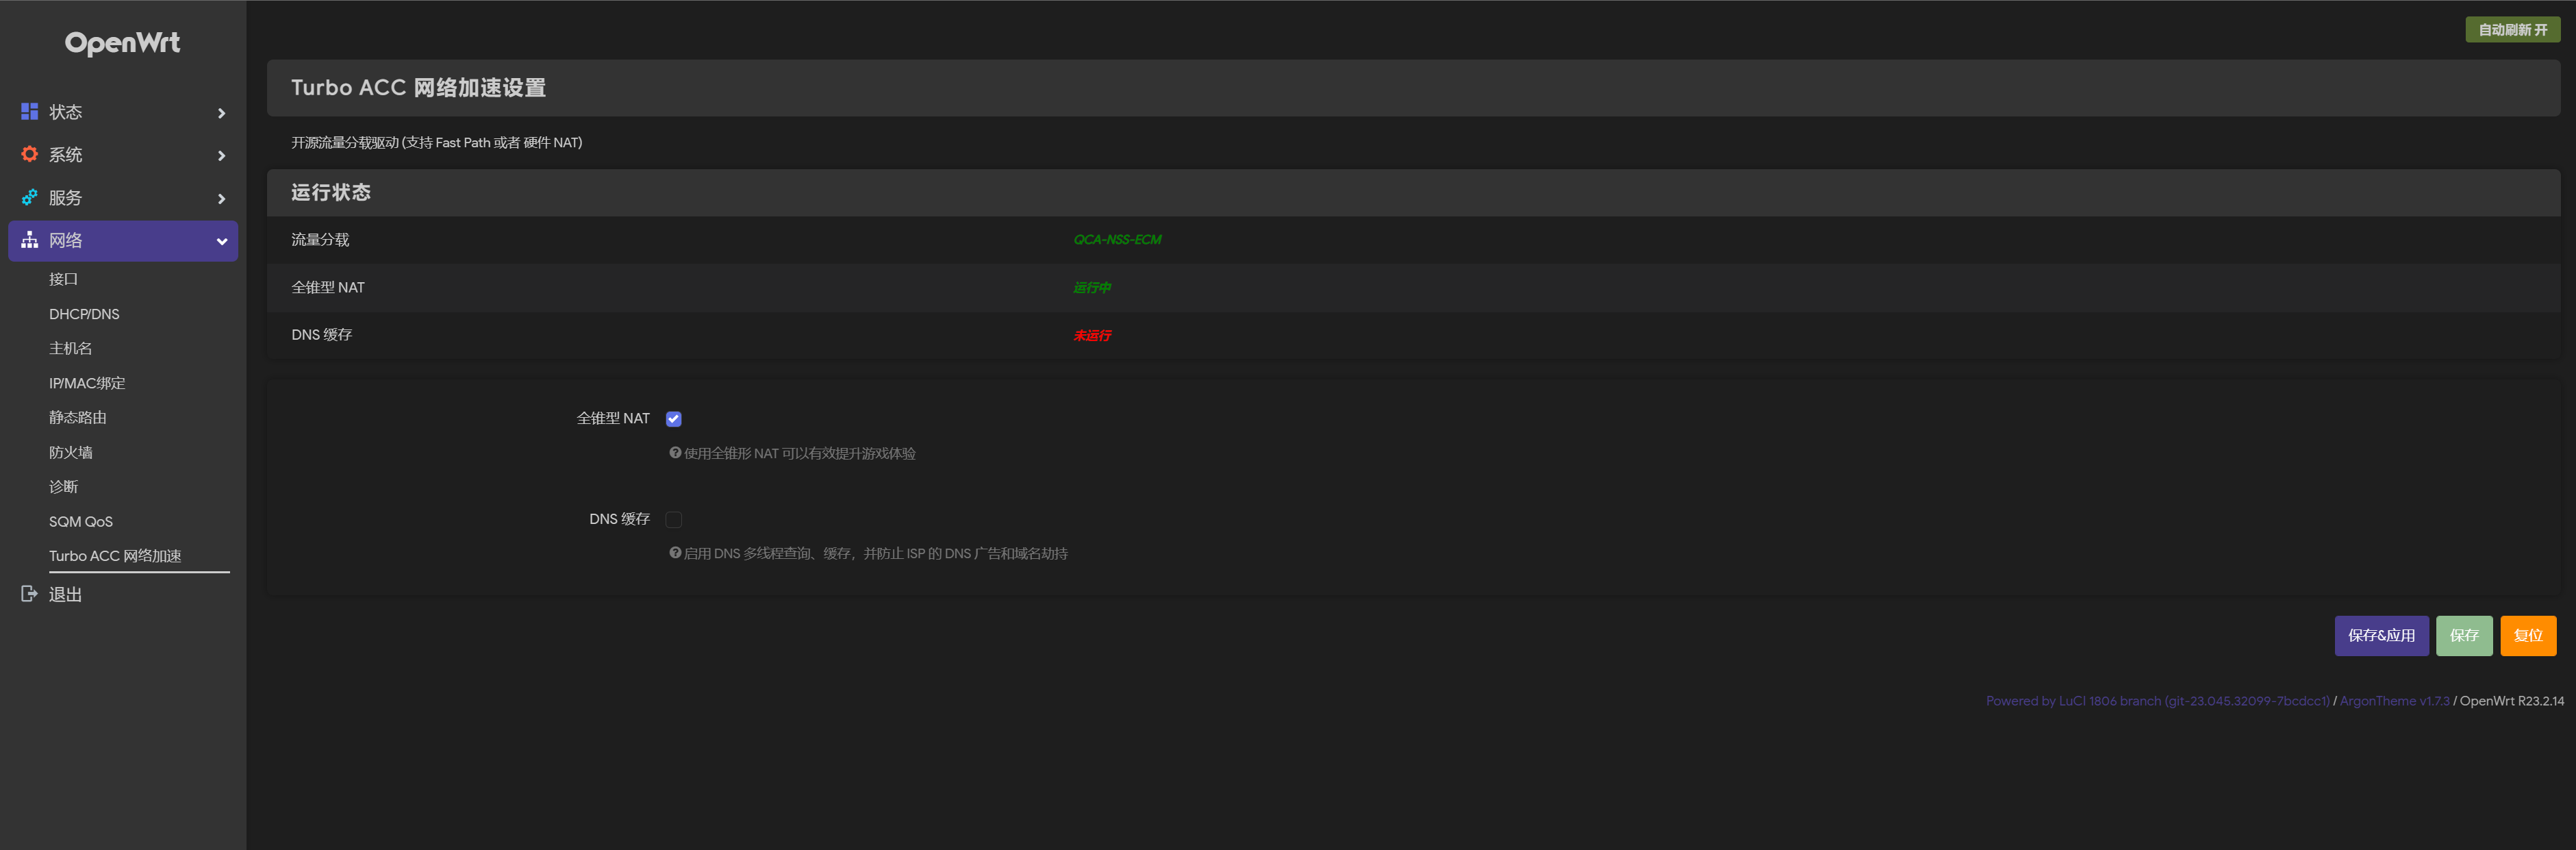 OpenWrt
状态
系统
服务
网络
接口
DHCP/DNS
主机名
IP/MAC绑定
静态路由
防火墙
诊断
SQM QoS
Turbo ACC 网络加速
退出
自动刷新 开
Turbo ACC 网络加速设置
开源流量分载驱动 (支持 Fast Path 或者 硬件 NAT)
运行状态
流量分载 QCA-NSS-ECM
全锥型 NAT 运行中
DNS 缓存 未运行
全锥型 NAT
使用全锥形 NAT 可以有效提升游戏体验
DNS 缓存
启用 DNS 多线程查询、缓存，并防止 ISP 的 DNS 广告和域名劫持
保存&应用 保存 复位
Powered by LuCI 1806 branch (git-23.045.32099-7bcdcc1) / ArgonTheme v1.7.3 / OpenWrt R23.2.14